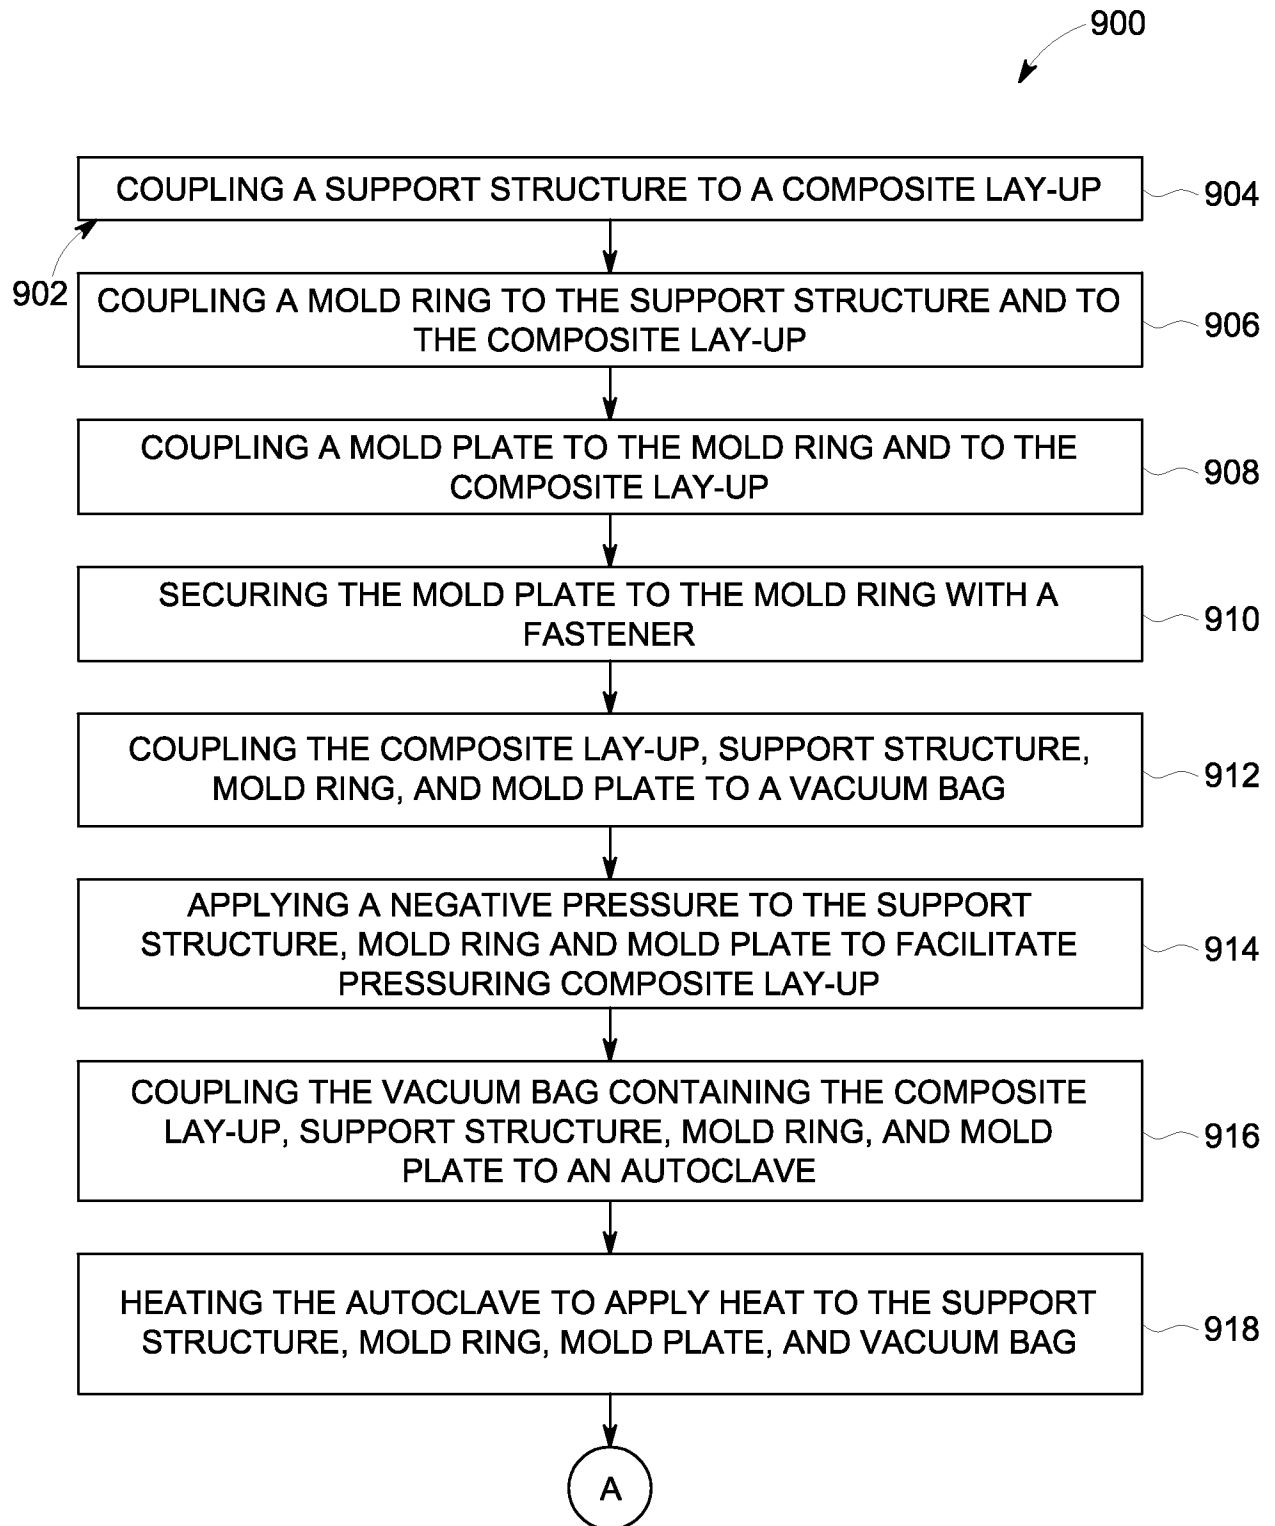 900
COUPLING A SUPPORT STRUCTURE TO A COMPOSITE LAY-UP
904
902
COUPLING A MOLD RING TO THE SUPPORT STRUCTURE AND TO
THE COMPOSITE LAY-UP
906
COUPLING A MOLD PLATE TO THE MOLD RING AND TO THE
COMPOSITE LAY-UP
908
SECURING THE MOLD PLATE TO THE MOLD RING WITH A
FASTENER
910
COUPLING THE COMPOSITE LAY-UP, SUPPORT STRUCTURE,
MOLD RING, AND MOLD PLATE TO A VACUUM BAG
912
APPLYING A NEGATIVE PRESSURE TO THE SUPPORT
STRUCTURE, MOLD RING AND MOLD PLATE TO FACILITATE
PRESSURING COMPOSITE LAY-UP
914
COUPLING THE VACUUM BAG CONTAINING THE COMPOSITE
LAY-UP, SUPPORT STRUCTURE, MOLD RING, AND MOLD
PLATE TO AN AUTOCLAVE
916
HEATING THE AUTOCLAVE TO APPLY HEAT TO THE SUPPORT
STRUCTURE, MOLD RING, MOLD PLATE, AND VACUUM BAG
918
A